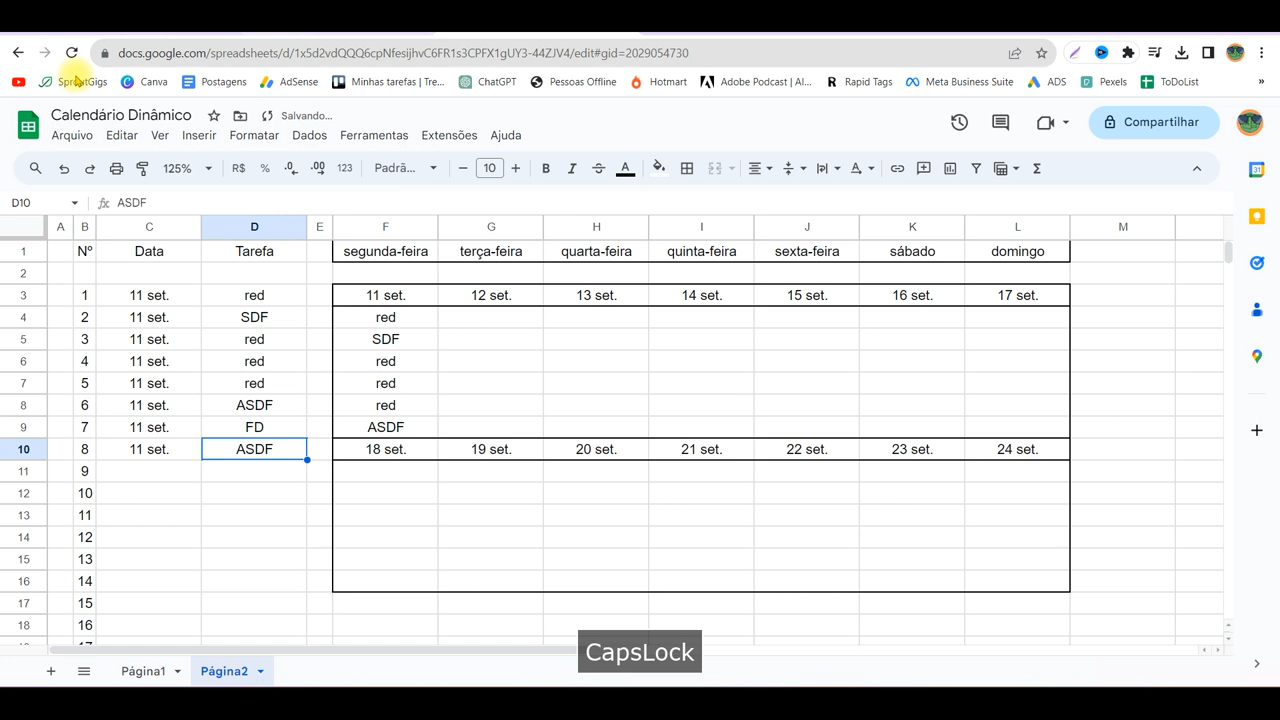 docs.google.com/spreadsheets/d/1x5d2vdQQQ6cpNfesijhvC6FR1s3CPFX1gUY3-44ZJV4/edit#gid=2029054730
SproutGigs Canva Postagens AdSense Minhas tarefas | Tre... ChatGPT Pessoas Offline Hotmart Adobe Podcast | Al... Rapid Tags Meta Business Suite ADS Pexels ToDoList »
Calendário Dinâmico Salvando...
Arquivo Editar Ver Inserir Formatar Dados Ferramentas Extensões Ajuda
Compartilhar
125% R$ % .0 .00 123 Padrã... 10 B I S A Σ
D10 fx ASDF
A B C D E F G H I J K L M
1 Nº Data Tarefa segunda-feira terça-feira quarta-feira quinta-feira sexta-feira sábado domingo
2
3 1 11 set. red 11 set. 12 set. 13 set. 14 set. 15 set. 16 set. 17 set.
4 2 11 set. SDF red
5 3 11 set. red SDF
6 4 11 set. red red
7 5 11 set. red red
8 6 11 set. ASDF red
9 7 11 set. FD ASDF
10 8 11 set. ASDF 18 set. 19 set. 20 set. 21 set. 22 set. 23 set. 24 set.
11 9
12 10
13 11
14 12
15 13
16 14
17 15
18 16
CapsLock
Página1 Página2